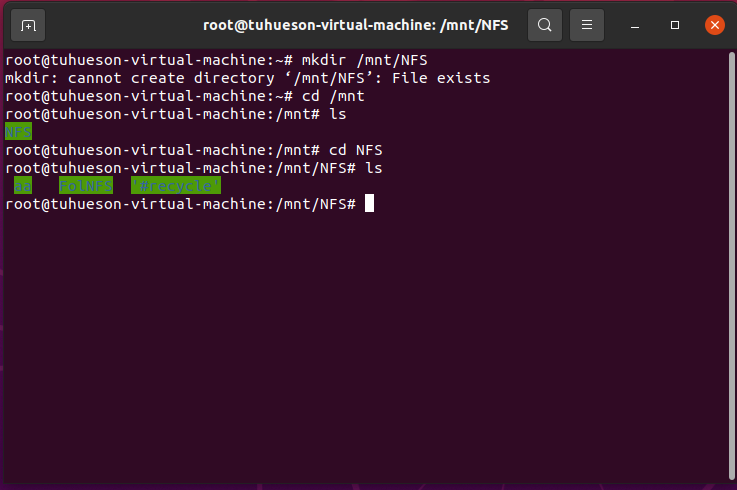 root@tuhueson-virtual-machine: /mnt/NFS
root@tuhueson-virtual-machine:~# mkdir /mnt/NFS
mkdir: cannot create directory ‘/mnt/NFS’: File exists
root@tuhueson-virtual-machine:~# cd /mnt
root@tuhueson-virtual-machine:/mnt# ls
NFS
root@tuhueson-virtual-machine:/mnt# cd NFS
root@tuhueson-virtual-machine:/mnt/NFS# ls
aa FolNFS '#recycle'
root@tuhueson-virtual-machine:/mnt/NFS#